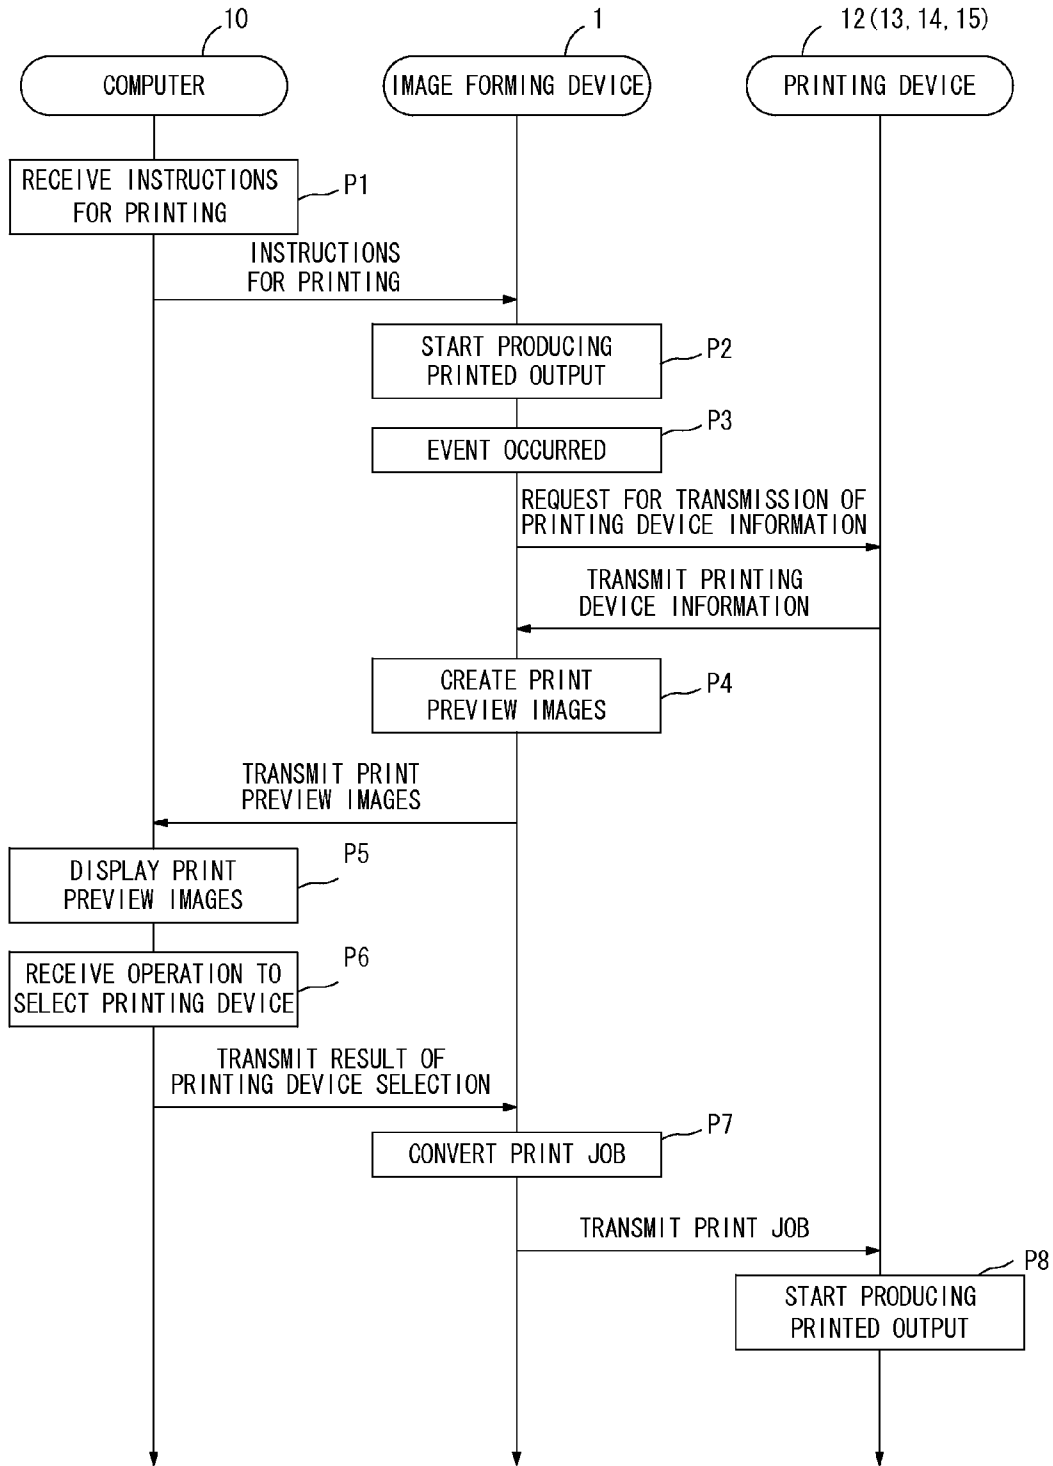 10
1
12(13, 14, 15)
COMPUTER
IMAGE FORMING DEVICE
PRINTING DEVICE
RECEIVE INSTRUCTIONS
FOR PRINTING
P1
INSTRUCTIONS
FOR PRINTING
START PRODUCING
PRINTED OUTPUT
P2
EVENT OCCURRED
P3
REQUEST FOR TRANSMISSION OF
PRINTING DEVICE INFORMATION
TRANSMIT PRINTING
DEVICE INFORMATION
CREATE PRINT
PREVIEW IMAGES
P4
TRANSMIT PRINT
PREVIEW IMAGES
DISPLAY PRINT
PREVIEW IMAGES
P5
RECEIVE OPERATION TO
SELECT PRINTING DEVICE
P6
TRANSMIT RESULT OF
PRINTING DEVICE SELECTION
CONVERT PRINT JOB
P7
TRANSMIT PRINT JOB
START PRODUCING
PRINTED OUTPUT
P8